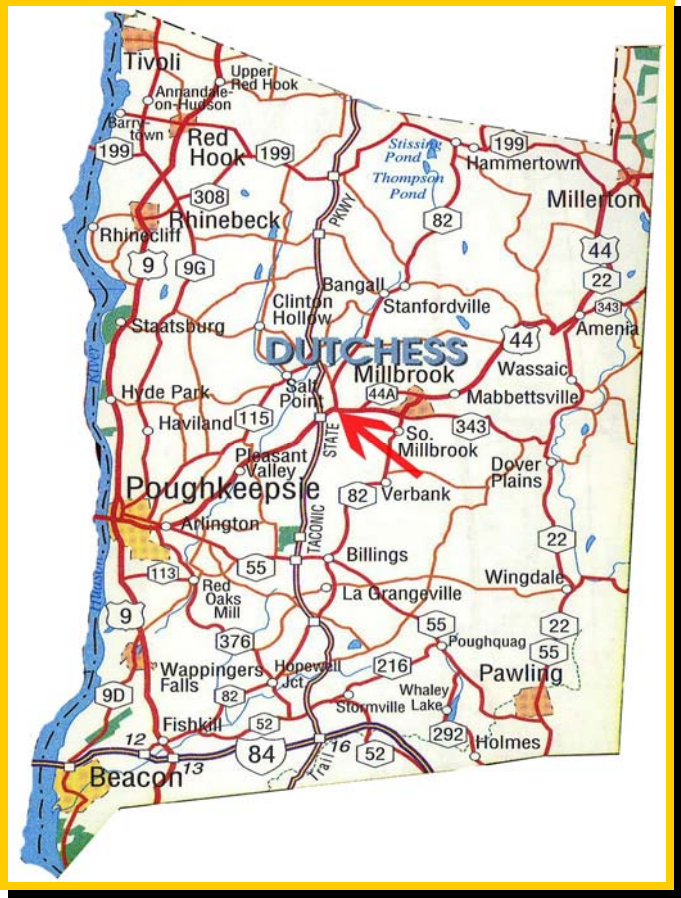 Tivoli
Upper
Red Hook
Annandale-
on-Hudson
Barry-
town
199
Red
Hook
199
Stissing
Pond
199
Hammertown
Thompson
Pond
308
Millerton
Rhinebeck
PKWY
82
Rhinecliff
9
9G
44
22
Bangall
Stanfordville
343
Clinton
Hollow
Amenia
Staatsburg
44
River
DUTCHESS
Wassaic
Salt
Point
Millbrook
44A
Mabbettsville
Hyde Park
115
Haviland
STATE
So.
Millbrook
343
Pleasant
Valley
Dover
Plains
Poughkeepsie
82
Verbank
Arlington
TACONIC
22
55
Billings
113
Red
Oaks
Mill
La Grangeville
Wingdale
Hudson
9
376
55
22
Poughquag
55
Wappingers
Falls
Hopewell
Jct
216
Pawling
9D
82
Stormville
Whaley
Lake
Fishkill
52
292
12
84
16
52
Holmes
13
Trail
Beacon